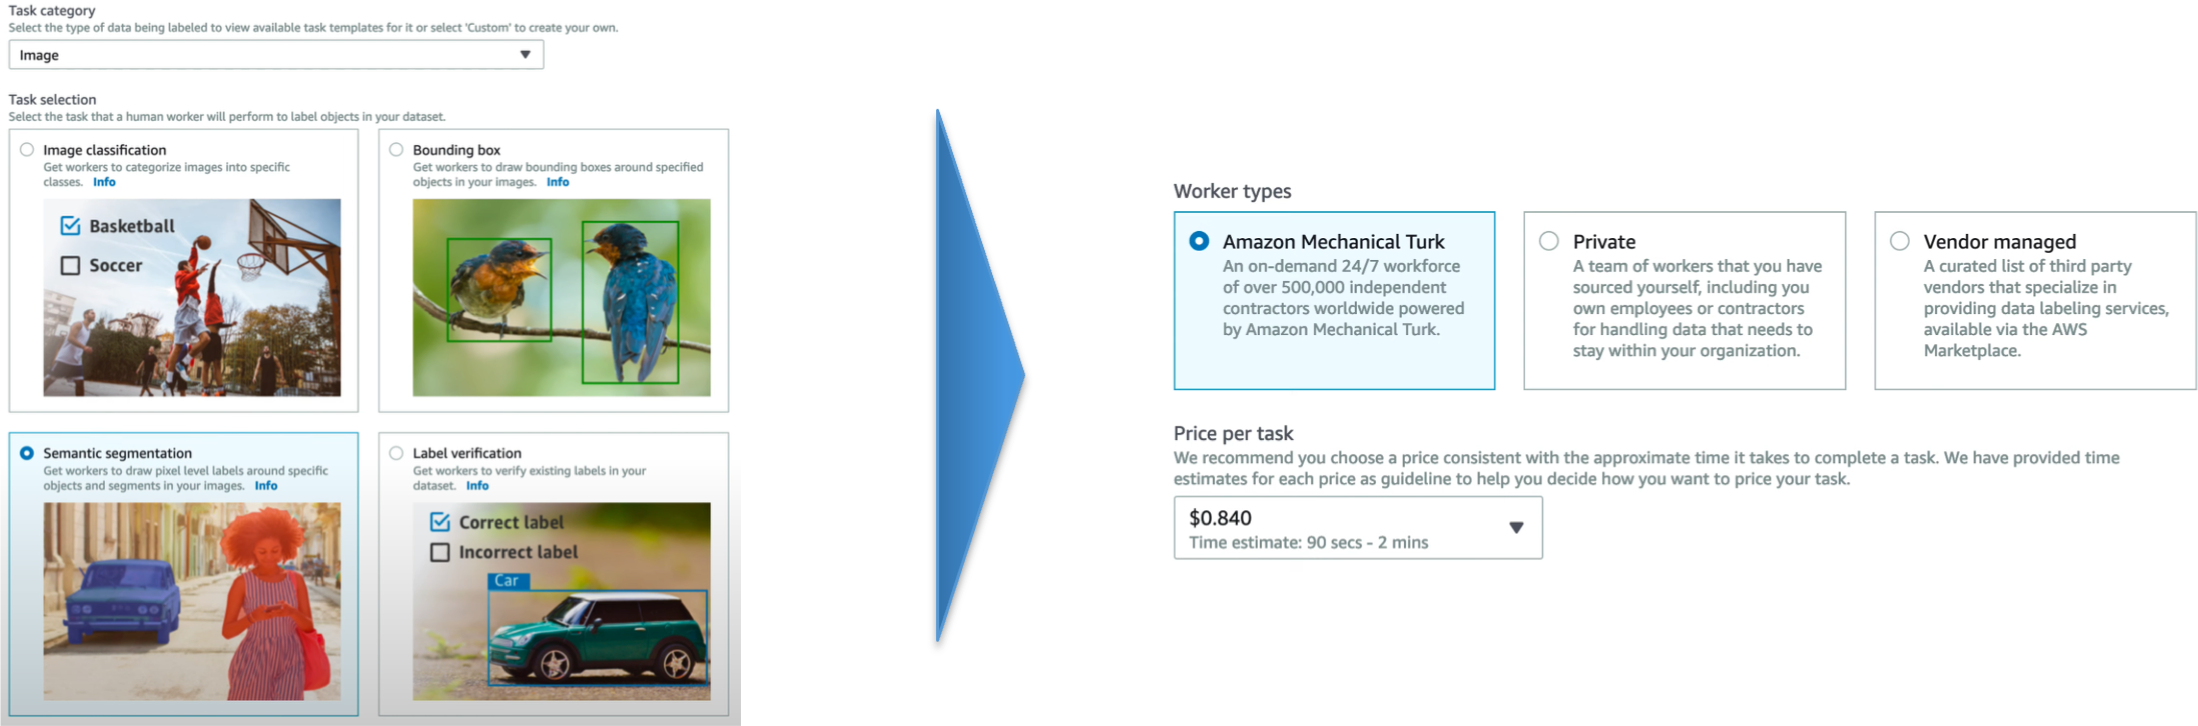 Task category
Select the type of data being labeled to view available task templates for it or select 'Custom' to create your own.
Image
Task selection
Select the task that a human worker will perform to label objects in your dataset.
Image classification
Get workers to categorize images into specific
classes. Info
Basketball
Soccer
Bounding box
Get workers to draw bounding boxes around specified
objects in your images. Info
Semantic segmentation
Get workers to draw pixel level labels around specific
objects and segments in your images. Info
Label verification
Get workers to verify existing labels in your
dataset. Info
Correct label
Incorrect label
Car
Worker types
Amazon Mechanical Turk
An on-demand 24/7 workforce
of over 500,000 independent
contractors worldwide powered
by Amazon Mechanical Turk.
Private
A team of workers that you have
sourced yourself, including you
own employees or contractors
for handling data that needs to
stay within your organization.
Vendor managed
A curated list of third party
vendors that specialize in
providing data labeling services,
available via the AWS
Marketplace.
Price per task
We recommend you choose a price consistent with the approximate time it takes to complete a task. We have provided time
estimates for each price as guideline to help you decide how you want to price your task.
$0.840
Time estimate: 90 secs - 2 mins